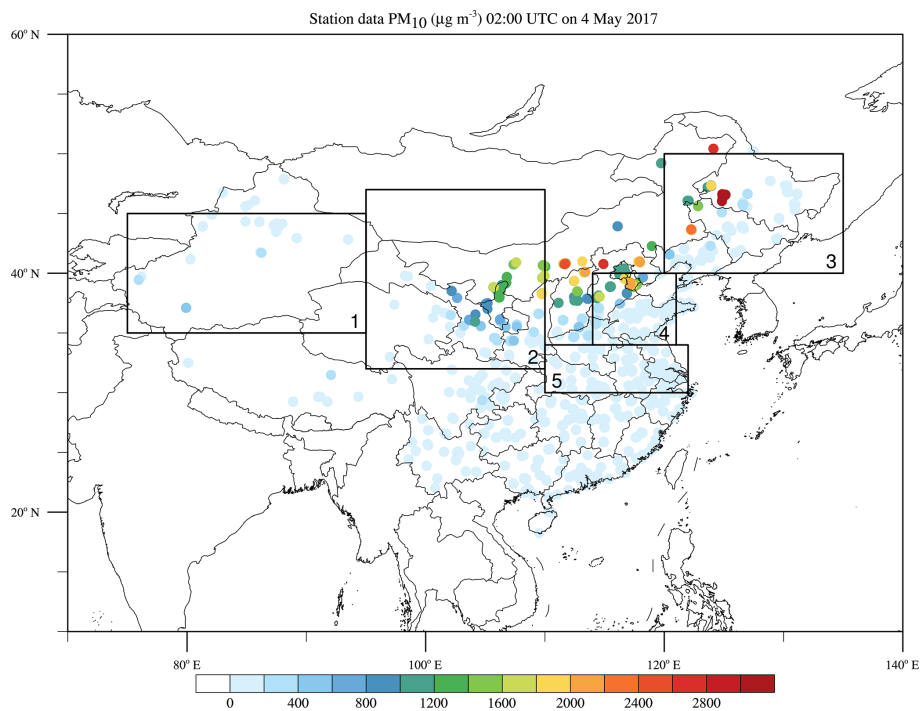 Station data PM10 (μg m-3) 02:00 UTC on 4 May 2017
60° N
40° N
20° N
1
2
3
4
5
80° E 100° E 120° E 140° E
0 400 800 1200 1600 2000 2400 2800